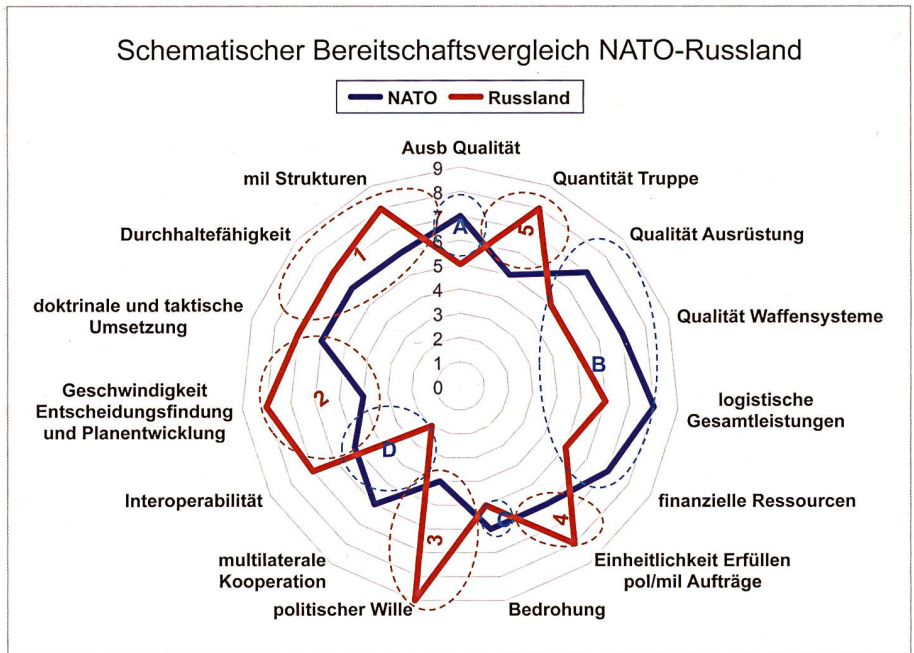 Schematischer Bereitschaftsvergleich NATO-Russland
NATO
Russland
Ausb Qualität
Quantität Truppe
Qualität Ausrüstung
Qualität Waffensysteme
logistische
Gesamtleistungen
finanzielle Ressourcen
Einheitlichkeit Erfüllen
pol/mil Aufträge
Bedrohung
politischer Wille
multilaterale
Kooperation
Interoperabilität
Geschwindigkeit
Entscheidungsfindung
und Planentwicklung
doktrinale und taktische
Umsetzung
Durchhaltefähigkeit
mil Strukturen
9
8
7
6
5
4
3
2
1
0
A
5
B
4
C
3
D
2
1